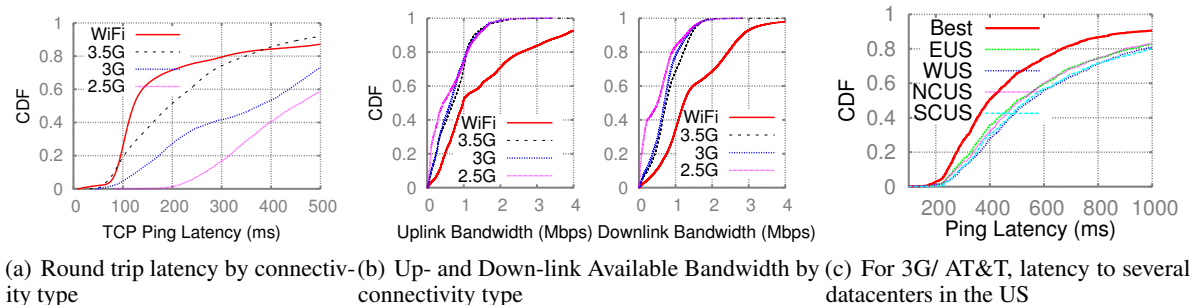 1
0.8
0.6
0.4
0.2
0
CDF
WiFi
3.5G
3G
2.5G
0 100 200 300 400 500
TCP Ping Latency (ms)
1
0.8
0.6
0.4
0.2
0
CDF
WiFi
3.5G
3G
2.5G
0 1 2 3 4
Uplink Bandwidth (Mbps)
1
0.8
0.6
0.4
0.2
0
WiFi
3.5G
3G
2.5G
0 1 2 3 4
Downlink Bandwidth (Mbps)
1
0.8
0.6
0.4
0.2
0
CDF
Best
EUS
WUS
NCUS
SCUS
200 400 600 800 1000
Ping Latency (ms)
(a) Round trip latency by connectiv-
ity type
(b) Up- and Down-link Available Bandwidth by
connectivity type
(c) For 3G/ AT&T, latency to several
datacenters in the US